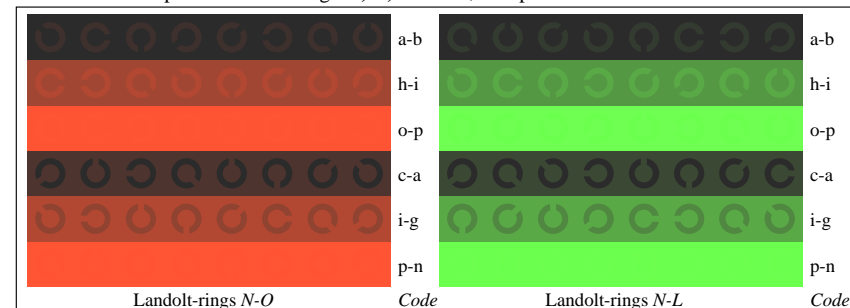 a-b a-b
h-i h-i
o-p o-p
c-a c-a
i-g i-g
p-n p-n
Landolt-rings N-O Code Landolt-rings N-L Code